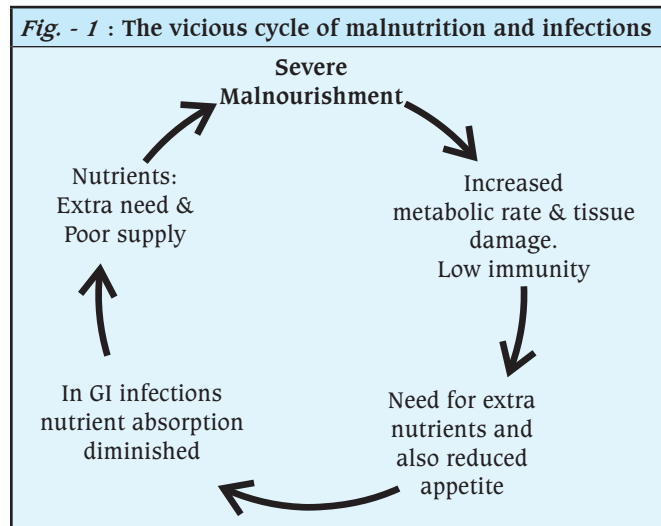 Fig. - 1 : The vicious cycle of malnutrition and infections
Severe
Malnourishment
Increased
metabolic rate & tissue
damage.
Low immunity
Need for extra
nutrients and
also reduced
appetite
In GI infections
nutrient absorption
diminished
Nutrients:
Extra need &
Poor supply